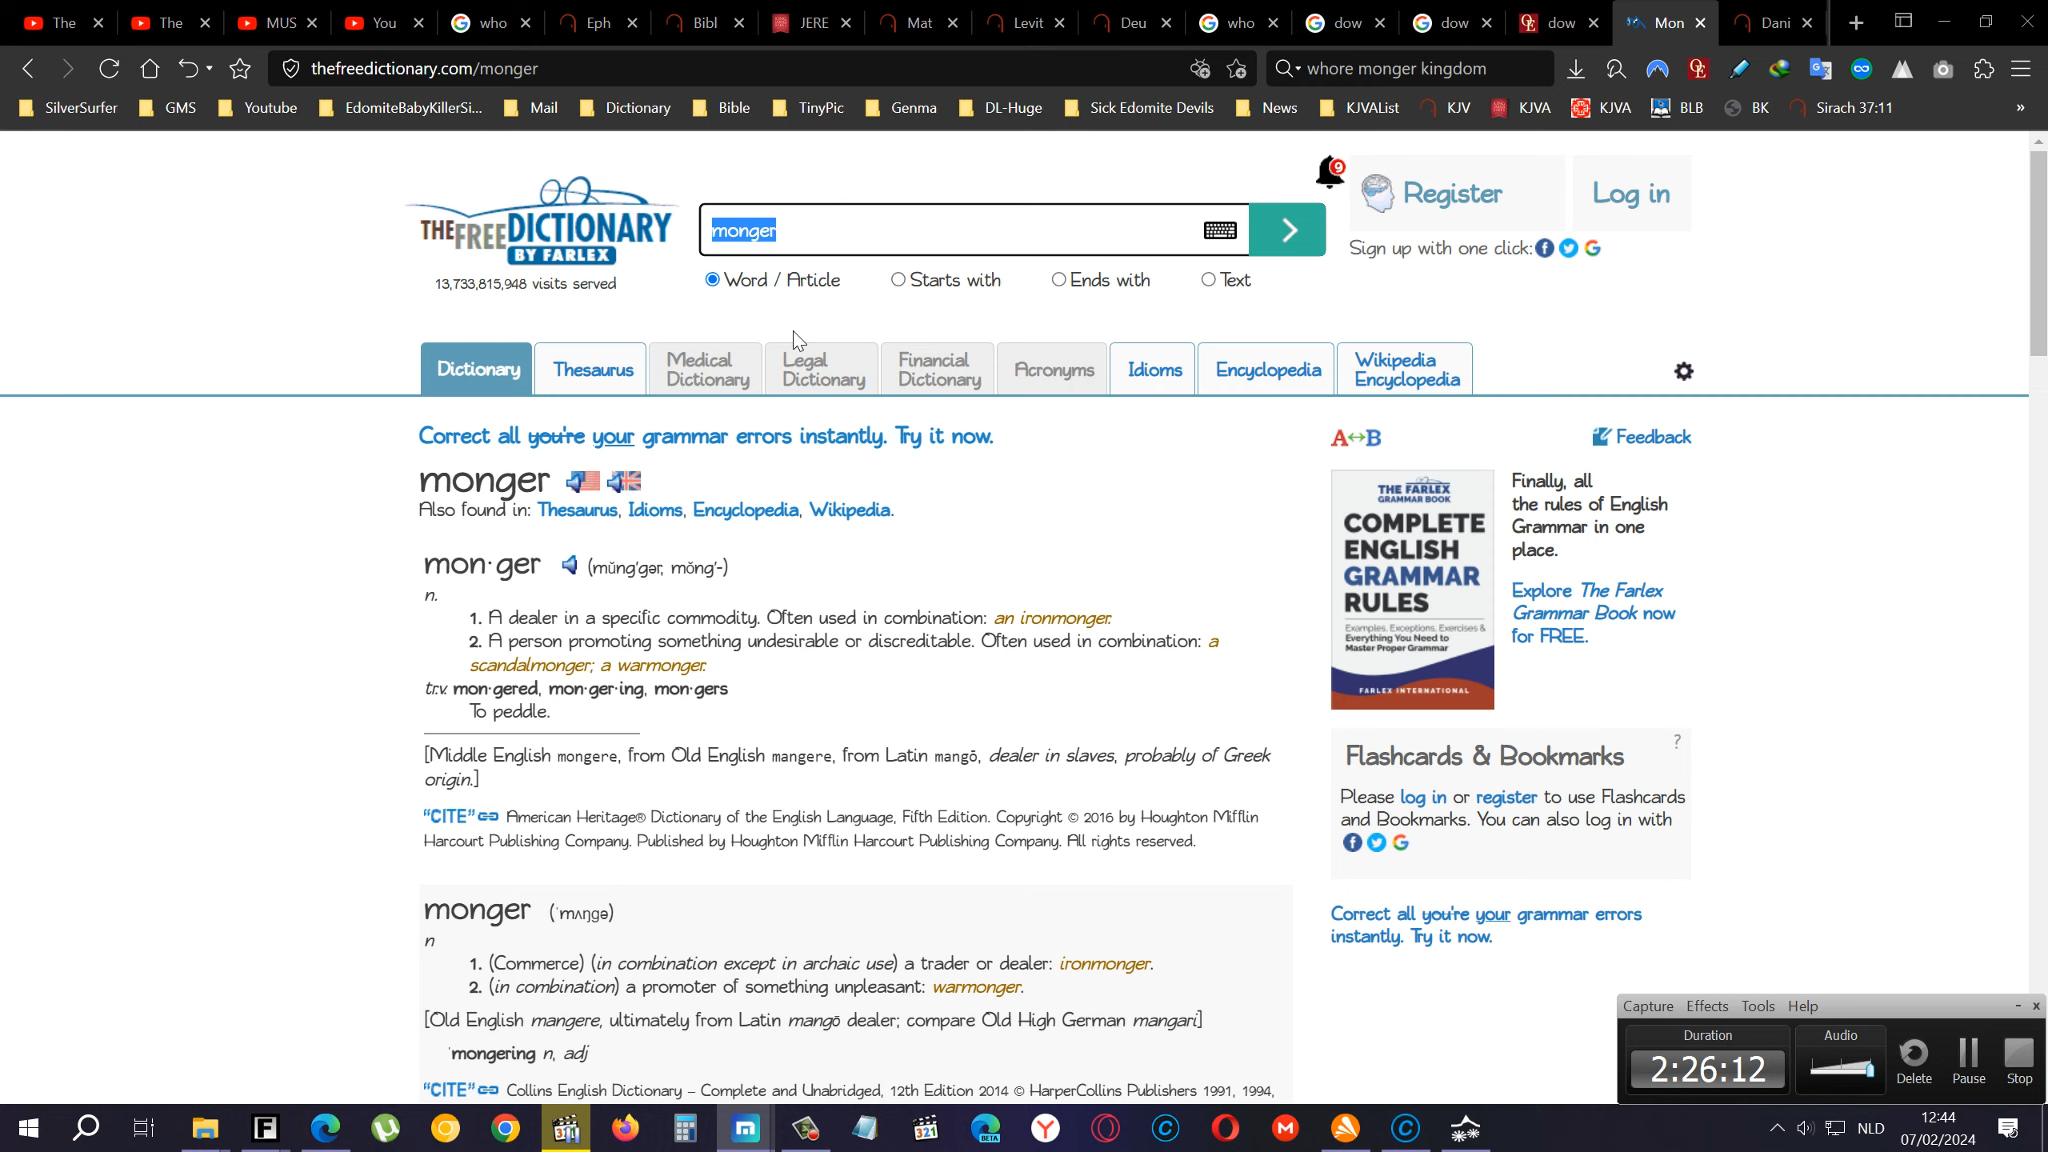 The
The
MUS
You
who
Eph
Bibl
JERE
Mat
Levit
Deu
who
dow
dow
dow
Mon
Dani
thefreedictionary.com/monger
whore monger kingdom
SilverSurfer
GMS
Youtube
EdomiteBabyKillerSi...
Mail
Dictionary
Bible
TinyPic
Genma
DL-Huge
Sick Edomite Devils
News
KJVAList
KJV
KJVA
KJVA
BLB
BK
Sirach 37:11
»
THEFREEDICTIONARY
BY FARLEX
13,733,815,948 visits served
monger
9
Register
Log in
Sign up with one click:
Word / Article
Starts with
Ends with
Text
Dictionary
Thesaurus
Medical Dictionary
Legal Dictionary
Financial Dictionary
Acronyms
Idioms
Encyclopedia
Wikipedia Encyclopedia
Correct all you're your grammar errors instantly. Try it now.
monger
Also found in: Thesaurus, Idioms, Encyclopedia, Wikipedia.
mon·ger (mŭng′gər, mŏng′-)
n.
1. A dealer in a specific commodity. Often used in combination: an ironmonger.
2. A person promoting something undesirable or discreditable. Often used in combination: a
scandalmonger; a warmonger.
tr.v. mon·gered, mon·ger·ing, mon·gers
To peddle.
[Middle English mongere, from Old English mangere, from Latin mangō, dealer in slaves, probably of Greek
origin.]
"CITE" American Heritage® Dictionary of the English Language, Fifth Edition. Copyright © 2016 by Houghton Mifflin
Harcourt Publishing Company. Published by Houghton Mifflin Harcourt Publishing Company. All rights reserved.
monger (ˈmʌŋɡə)
n
1. (Commerce) (in combination except in archaic use) a trader or dealer: ironmonger.
2. (in combination) a promoter of something unpleasant: warmonger.
[Old English mangere, ultimately from Latin mangō dealer; compare Old High German mangari]
ˈmongering n, adj
"CITE" Collins English Dictionary – Complete and Unabridged, 12th Edition 2014 © HarperCollins Publishers 1991, 1994,
A↔B
Feedback
THE FARLEX
GRAMMAR BOOK
COMPLETE
ENGLISH
GRAMMAR
RULES
Examples, Exceptions, Exercises &
Everything You Need to
Master Proper Grammar
FARLEX INTERNATIONAL
Finally, all
the rules of English
Grammar in one
place.
Explore The Farlex
Grammar Book now
for FREE.
Flashcards & Bookmarks
?
Please log in or register to use Flashcards
and Bookmarks. You can also log in with
Correct all you're your grammar errors
instantly. Try it now.
Capture Effects Tools Help
Duration
2:26:12
Audio
Delete
Pause
Stop
311
321
BETA
NLD
12:44
07/02/2024